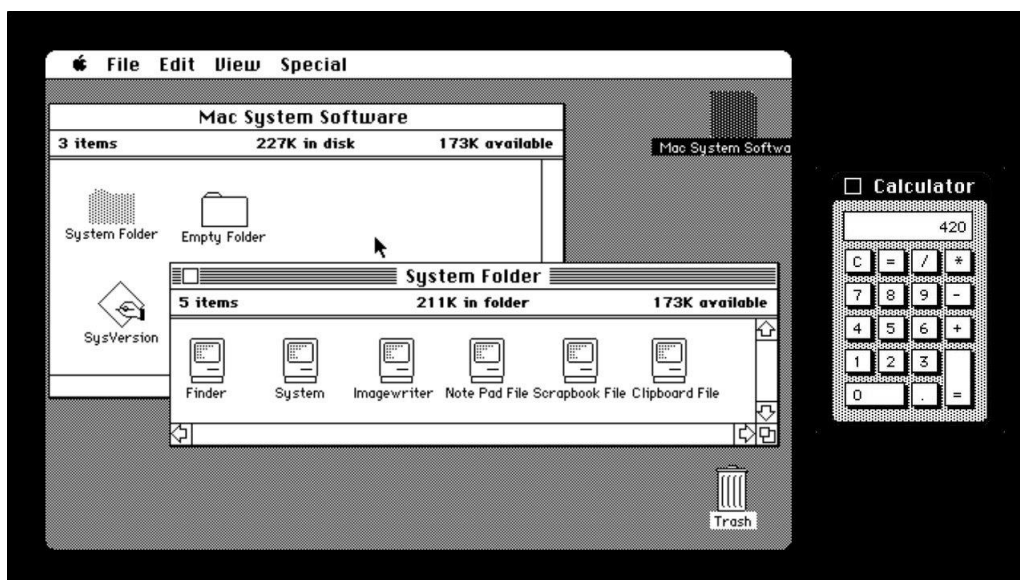 File Edit View Special
Mac System Software
3 items 227K in disk 173K available
Mac System Softwa
System Folder Empty Folder
SysVersion
System Folder
5 items 211K in folder 173K available
Finder System Imagewriter Note Pad File Scrapbook File Clipboard File
Trash
Calculator
420
C = / *
7 8 9 -
4 5 6 +
1 2 3
0 . =